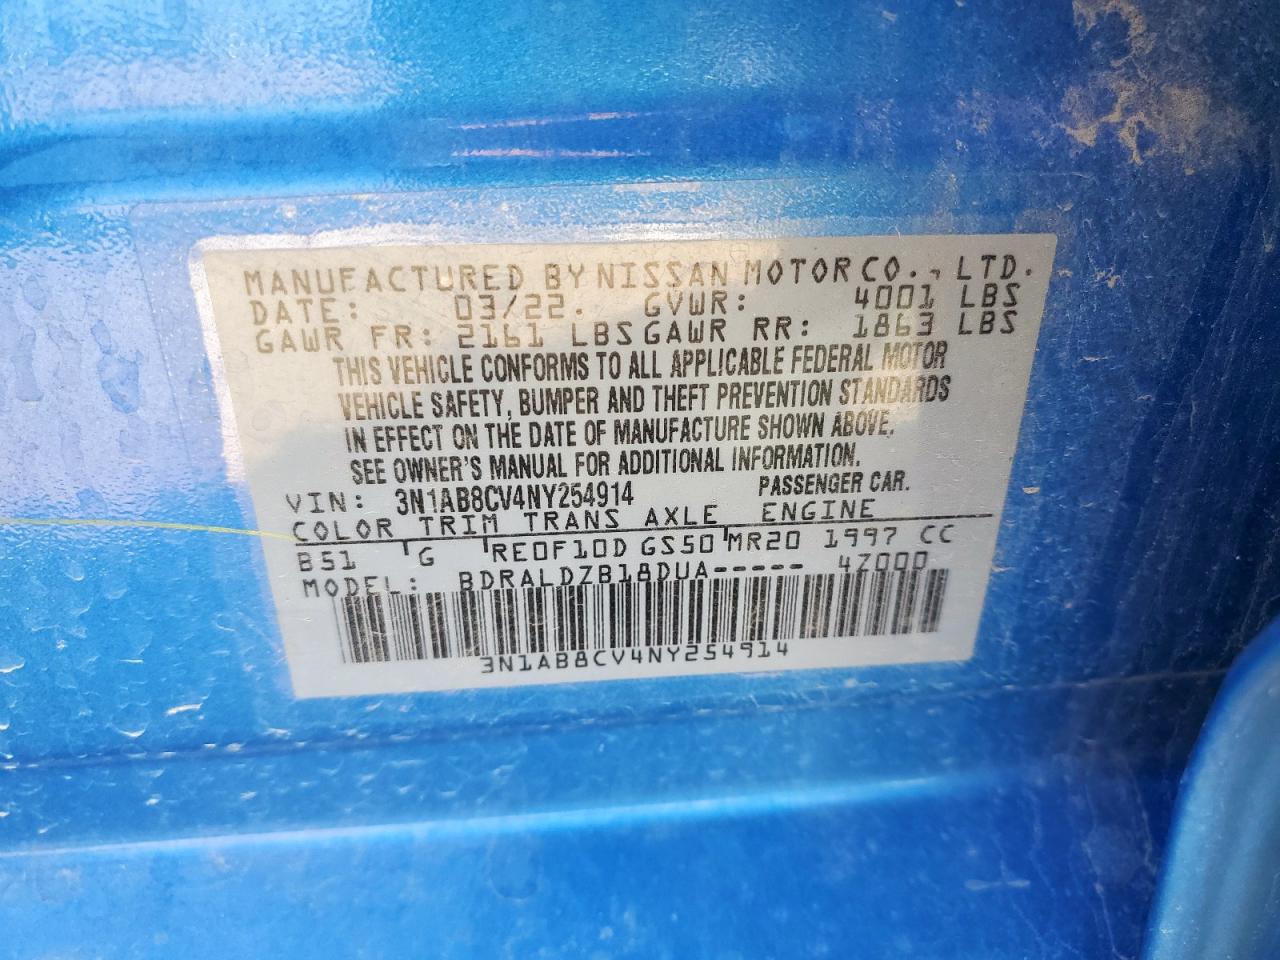 MANUFACTURED BY NISSAN MOTOR CO., LTD.
DATE: 03/22. GVWR: 4001 LBS
GAWR FR: 2161 LBS GAWR RR: 1863 LBS
THIS VEHICLE CONFORMS TO ALL APPLICABLE FEDERAL MOTOR
VEHICLE SAFETY, BUMPER AND THEFT PREVENTION STANDARDS
IN EFFECT ON THE DATE OF MANUFACTURE SHOWN ABOVE.
SEE OWNER'S MANUAL FOR ADDITIONAL INFORMATION.
VIN: 3N1AB8CV4NY254914 PASSENGER CAR.
COLOR TRIM TRANS AXLE ENGINE
B51 G RE0F10D GS50 MR20 1997 CC
MODEL: BDRALDZB18DUA----- 4Z000
3N1AB8CV4NY254914